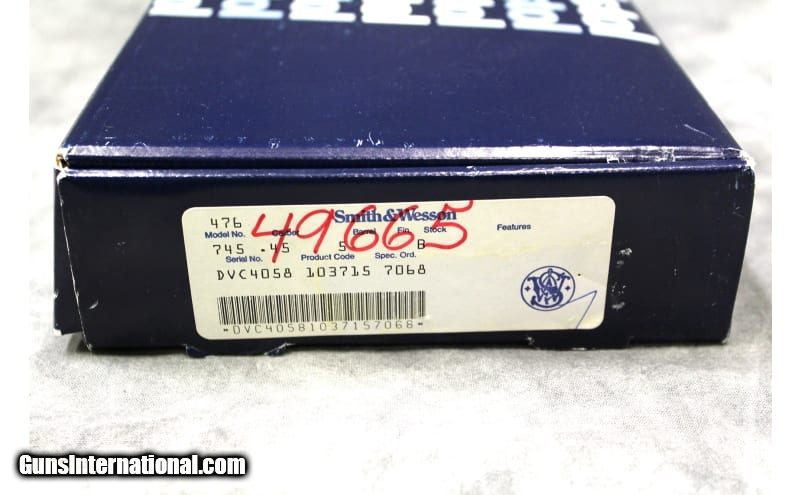 Smith & Wesson
476
49665
Model No. Caliber Barrel Fin. Stock Features
745 .45 5 B
Serial No. Product Code Spec. Ord.
DVC4058 103715 7068
*DVC40581037157068*
S W
GunsInternational.com